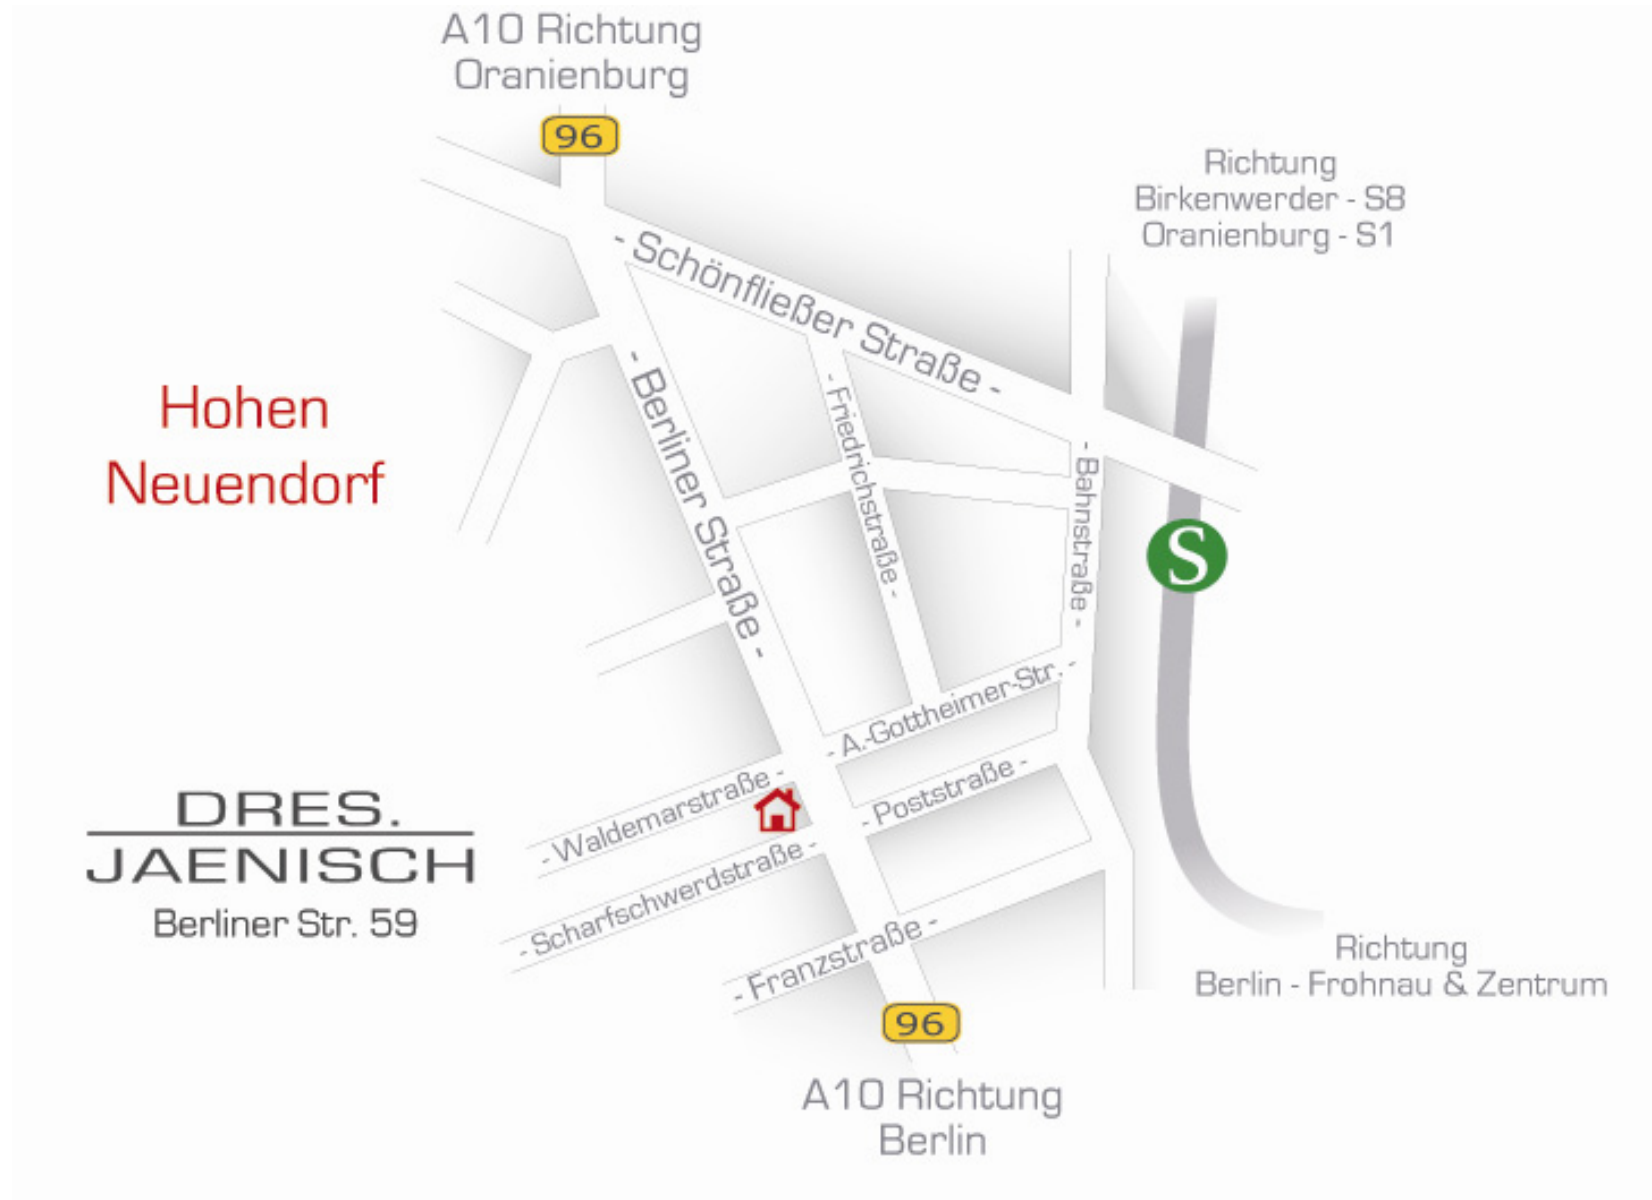 A10 Richtung
Oranienburg
96
Richtung
Birkenwerder - S8
Oranienburg - S1
- Schönfließer Straße -
- Berliner Straße -
- Friedrichstraße -
- Bahnstraße -
Hohen
Neuendorf
S
- A.-Gottheimer-Str. -
- Waldemarstraße -
- Poststraße -
- Scharfschwerdstraße -
- Franzstraße -
DRES.
JAENISCH
Berliner Str. 59
Richtung
Berlin - Frohnau & Zentrum
96
A10 Richtung
Berlin